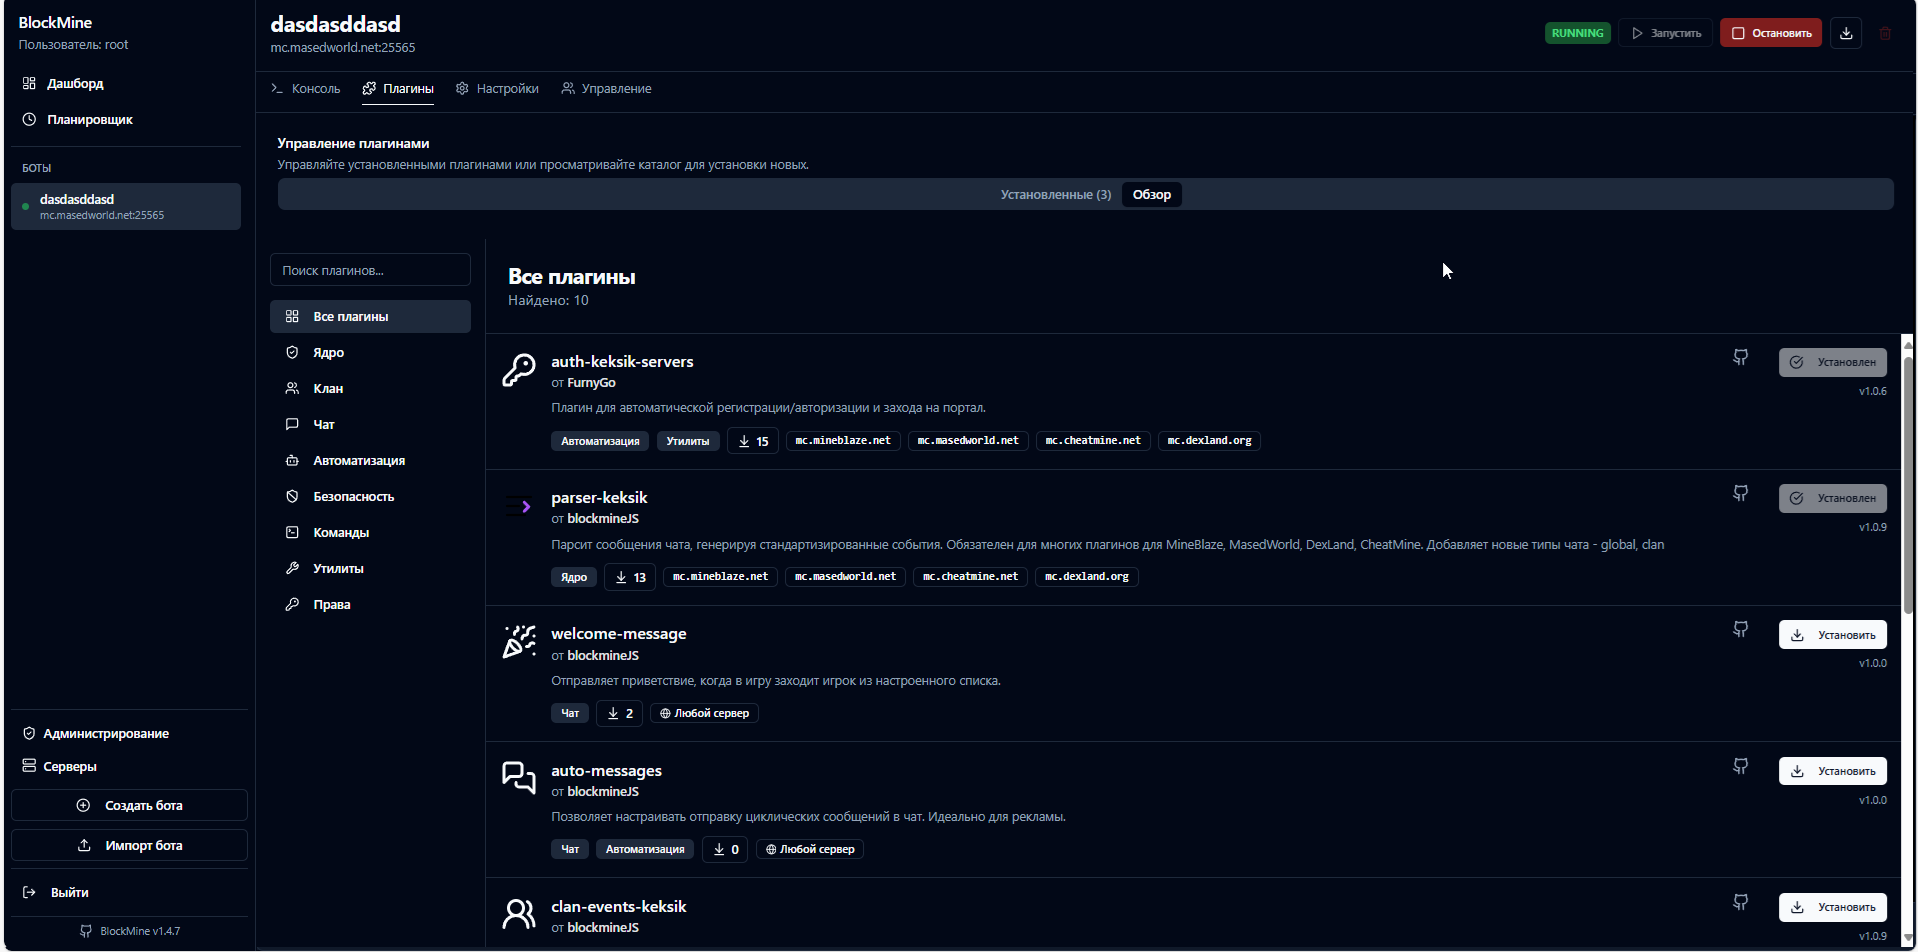 BlockMine
Пользователь: root
Дашборд
Планировщик
БОТЫ
dasdasddasd
mc.masedworld.net:25565
Администрирование
Серверы
Создать бота
Импорт бота
Выйти
BlockMine v1.4.7
dasdasddasd
mc.masedworld.net:25565
RUNNING
Запустить
Остановить
Консоль
Плагины
Настройки
Управление
Управление плагинами
Управляйте установленными плагинами или просматривайте каталог для установки новых.
Установленные (3)
Обзор
Поиск плагинов...
Все плагины
Ядро
Клан
Чат
Автоматизация
Безопасность
Команды
Утилиты
Права
Все плагины
Найдено: 10
auth-keksik-servers
от FurnyGo
Плагин для автоматической регистрации/авторизации и захода на портал.
Автоматизация Утилиты 15 mc.mineblaze.net mc.masedworld.net mc.cheatmine.net mc.dexland.org
Установлен
v1.0.6
parser-keksik
от blockmineJS
Парсит сообщения чата, генерируя стандартизированные события. Обязателен для многих плагинов для MineBlaze, MasedWorld, DexLand, CheatMine. Добавляет новые типы чата - global, clan
Ядро 13 mc.mineblaze.net mc.masedworld.net mc.cheatmine.net mc.dexland.org
Установлен
v1.0.9
welcome-message
от blockmineJS
Отправляет приветствие, когда в игру заходит игрок из настроенного списка.
Чат 2 Любой сервер
Установить
v1.0.0
auto-messages
от blockmineJS
Позволяет настраивать отправку циклических сообщений в чат. Идеально для рекламы.
Чат Автоматизация 0 Любой сервер
Установить
v1.0.0
clan-events-keksik
от blockmineJS
Установить
v1.0.9